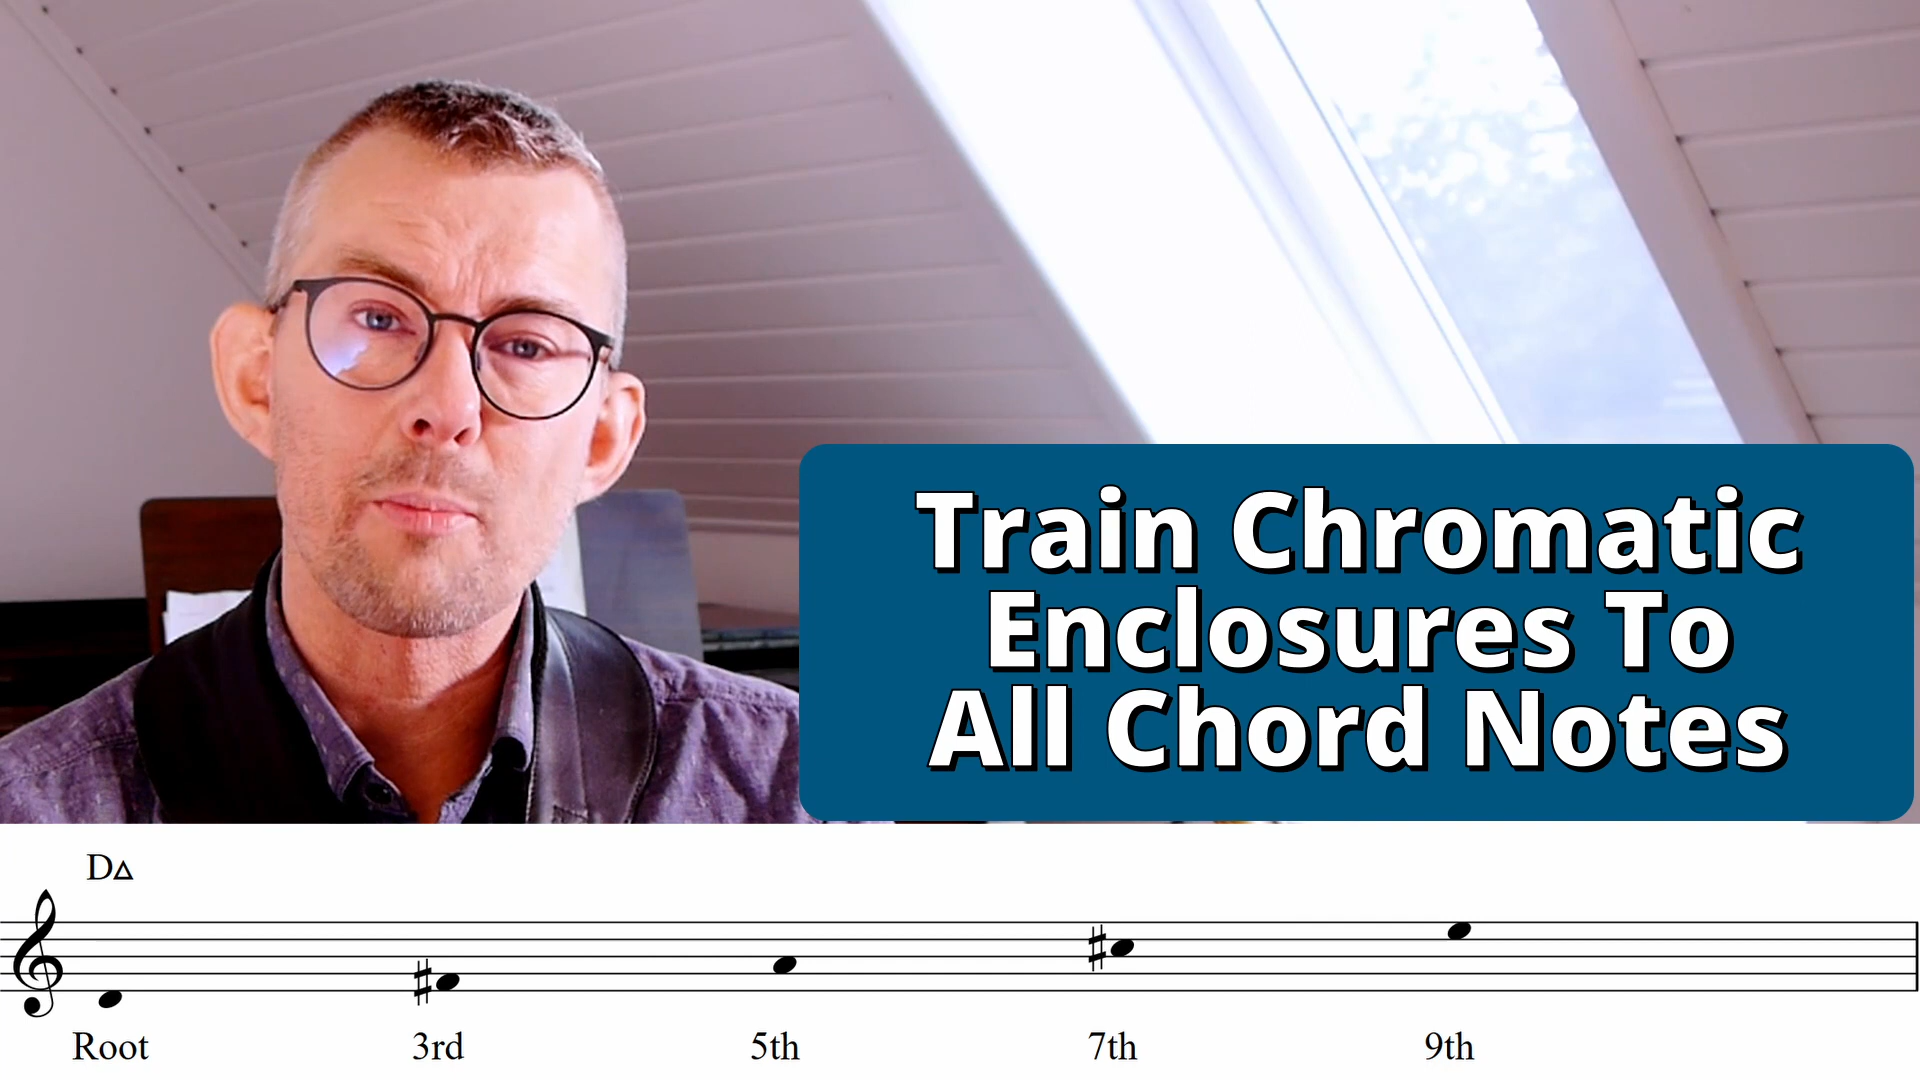 Train Chromatic
Enclosures To
All Chord Notes
D△
Root 3rd 5th 7th 9th